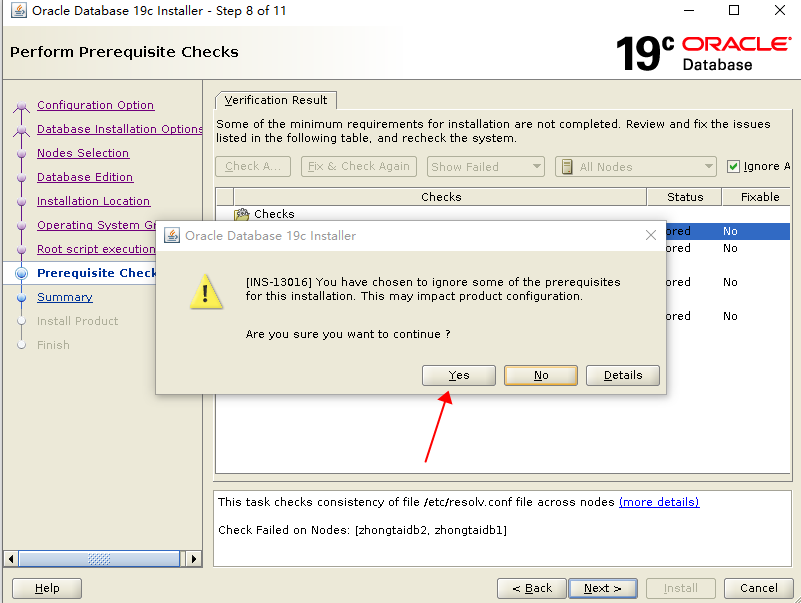 Oracle Database 19c Installer - Step 8 of 11
Perform Prerequisite Checks
19c ORACLE
Database
Configuration Option
Database Installation Options
Nodes Selection
Database Edition
Installation Location
Operating System Gr
Root script execution
Prerequisite Check
Summary
Install Product
Finish
Verification Result
Some of the minimum requirements for installation are not completed. Review and fix the issues
listed in the following table, and recheck the system.
Check A...
Fix & Check Again
Show Failed
All Nodes
Ignore A
Checks
Status
Fixable
Checks
ored
No
No
ored
No
ored
No
Oracle Database 19c Installer
[INS-13016] You have chosen to ignore some of the prerequisites
for this installation. This may impact product configuration.
Are you sure you want to continue ?
Yes
No
Details
This task checks consistency of file /etc/resolv.conf file across nodes (more details)
Check Failed on Nodes: [zhongtaidb2, zhongtaidb1]
Help
< Back
Next >
Install
Cancel